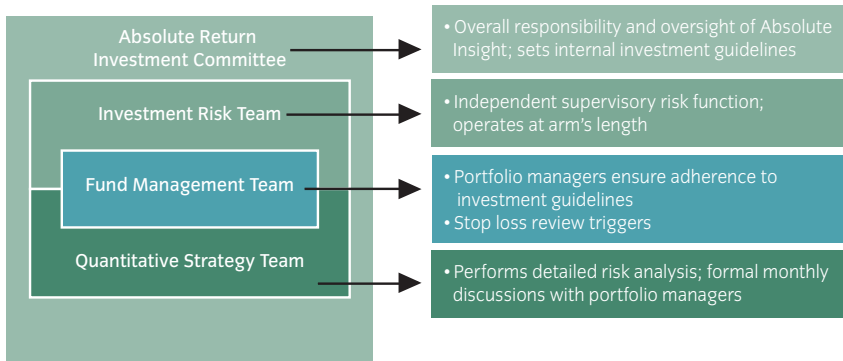 Absolute Return
Investment Committee
• Overall responsibility and oversight of Absolute
Insight; sets internal investment guidelines
Investment Risk Team
• Independent supervisory risk function;
operates at arm's length
Fund Management Team
• Portfolio managers ensure adherence to
investment guidelines
• Stop loss review triggers
Quantitative Strategy Team
• Performs detailed risk analysis; formal monthly
discussions with portfolio managers